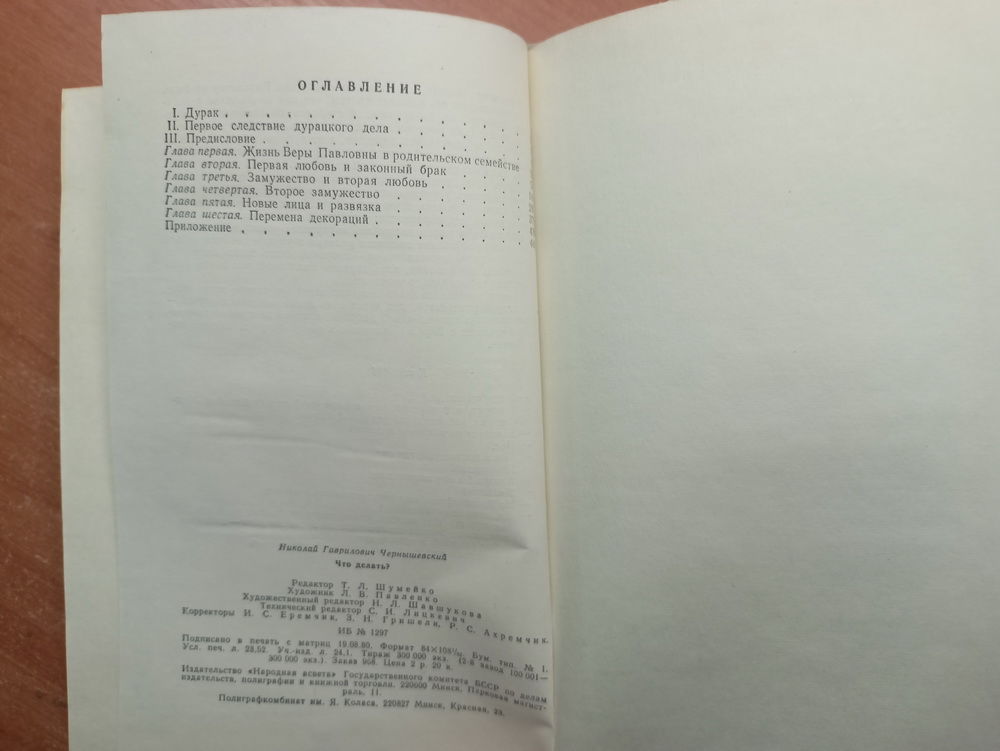 ОГЛАВЛЕНИЕ
I. Дурак . . . . . . . . . . . . . .
II. Первое следствие дурацкого дела . . . . . . .
III. Предисловие . . . . . . . . . . . . .
Глава первая. Жизнь Веры Павловны в родительском семействе
Глава вторая. Первая любовь и законный брак . . . .
Глава третья. Замужество и вторая любовь . . . . .
Глава четвертая. Второе замужество . . . . . . .
Глава пятая. Новые лица и развязка . . . . . . .
Глава шестая. Перемена декораций . . . . . . . .
Приложение . . . . . . . . . . . . . .
Николай Гаврилович Чернышевский
Что делать?
Редактор Т. Л. Шумейко
Художник Л. В. Павленко
Художественный редактор Н. Л. Шавшукова
Технический редактор С. И. Лицкевич
Корректоры И. С. Еремчик, З. Н. Гришели, Р. С. Ахремчик.
ИБ № 1297
Подписано в печать с матриц 19.08.80. Формат 84×108¹/₃₂. Бум. тип. № 1.
Усл. печ. л. 28,52. Уч.-изд. л. 24,1. Тираж 300 000 экз. (2-й завод 100 001—
300 000 экз.). Заказ 968. Цена 2 р. 20 к.
Издательство «Народная асвета» Государственного комитета БССР по делам
издательств, полиграфии и книжной торговли. 220600 Минск, Парковая магист-
раль, 11.
Полиграфкомбинат им. Я. Коласа. 220827 Минск, Красная, 23.